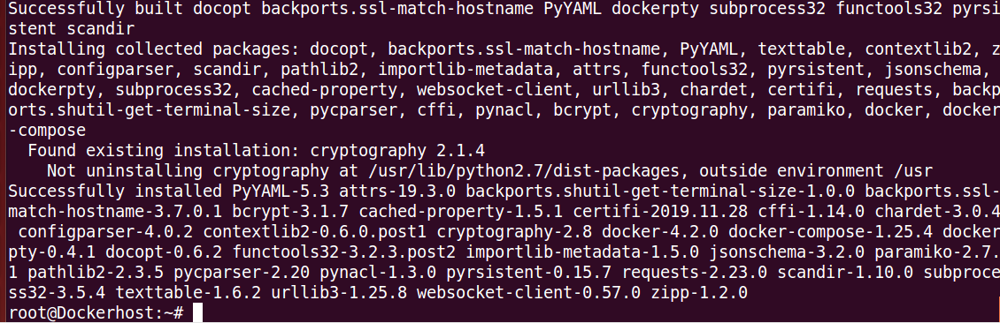 Successfully built docopt backports.ssl-match-hostname PyYAML dockerpty subprocess32 functools32 pyrsi
stent scandir
Installing collected packages: docopt, backports.ssl-match-hostname, PyYAML, texttable, contextlib2, z
ipp, configparser, scandir, pathlib2, importlib-metadata, attrs, functools32, pyrsistent, jsonschema,
dockerpty, subprocess32, cached-property, websocket-client, urllib3, chardet, certifi, requests, backp
orts.shutil-get-terminal-size, pycparser, cffi, pynacl, bcrypt, cryptography, paramiko, docker, docker
-compose
  Found existing installation: cryptography 2.1.4
    Not uninstalling cryptography at /usr/lib/python2.7/dist-packages, outside environment /usr
Successfully installed PyYAML-5.3 attrs-19.3.0 backports.shutil-get-terminal-size-1.0.0 backports.ssl-
match-hostname-3.7.0.1 bcrypt-3.1.7 cached-property-1.5.1 certifi-2019.11.28 cffi-1.14.0 chardet-3.0.4
 configparser-4.0.2 contextlib2-0.6.0.post1 cryptography-2.8 docker-4.2.0 docker-compose-1.25.4 docker
pty-0.4.1 docopt-0.6.2 functools32-3.2.3.post2 importlib-metadata-1.5.0 jsonschema-3.2.0 paramiko-2.7.
1 pathlib2-2.3.5 pycparser-2.20 pynacl-1.3.0 pyrsistent-0.15.7 requests-2.23.0 scandir-1.10.0 subproce
ss32-3.5.4 texttable-1.6.2 urllib3-1.25.8 websocket-client-0.57.0 zipp-1.2.0
root@Dockerhost:~#